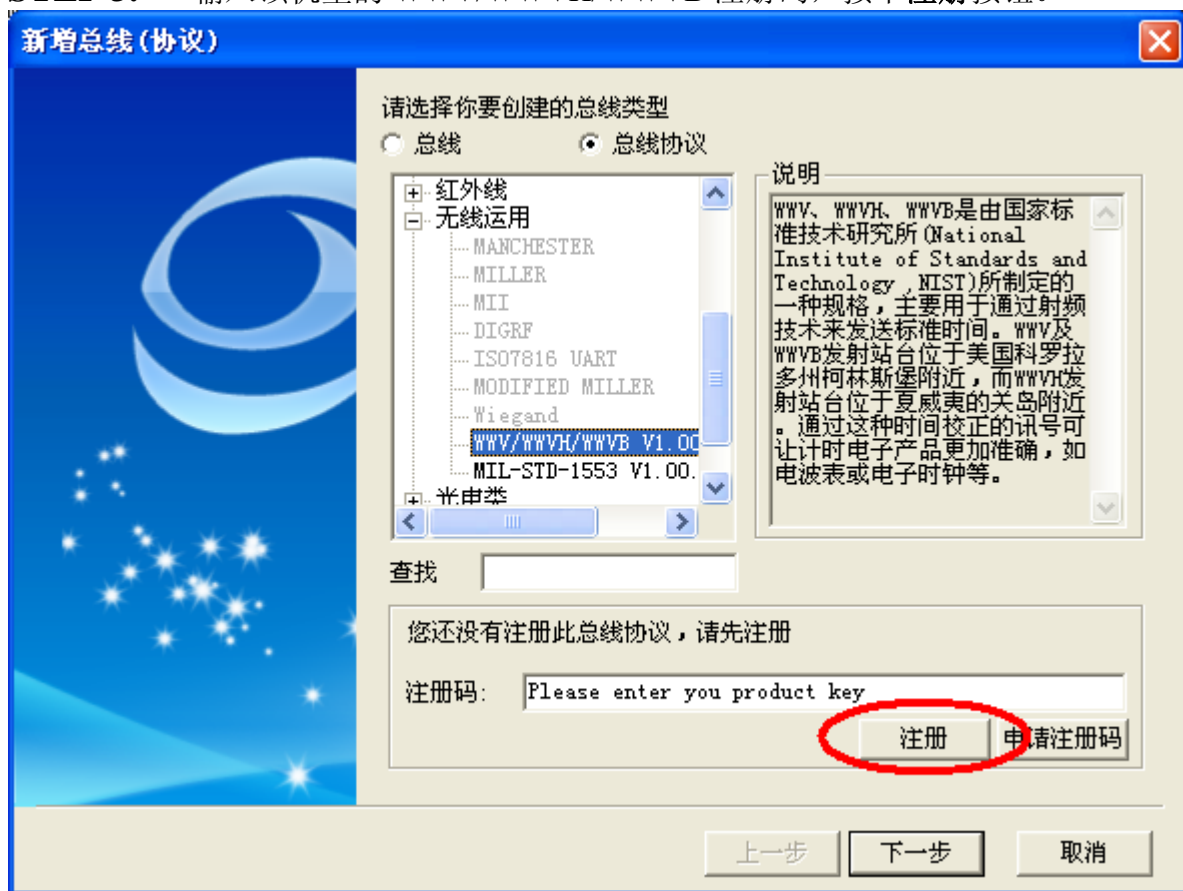 新增总线(协议)
请选择你要创建的总线类型
总线
总线协议
红外线
无线运用
MANCHESTER
MILLER
MII
DIGRF
ISO7816 UART
MODIFIED MILLER
Wiegand
WWV/WWVH/WWVB V1.00
MIL-STD-1553 V1.00.
光电类
说明
WWV、WWVH、WWVB是由国家标
准技术研究所(National
Institute of Standards and
Technology ,NIST)所制定的
一种规格，主要用于通过射频
技术来发送标准时间。WWV及
WWVB发射站台位于美国科罗拉
多州柯林斯堡附近，而WWVH发
射站台位于夏威夷的关岛附近
。通过这种时间校正的讯号可
让计时电子产品更加准确，如
电波表或电子时钟等。
查找
您还没有注册此总线协议，请先注册
注册码:
Please enter you product key
注册
申请注册码
上一步
下一步
取消